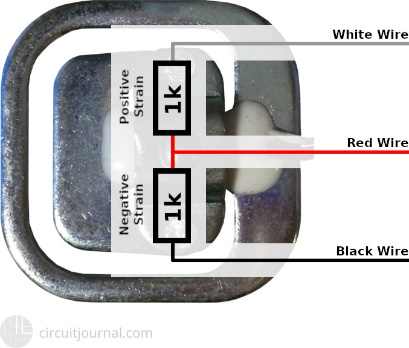 White Wire
Positive
Strain
1k
Red Wire
Negative
Strain
1k
Black Wire
circuitjournal.com